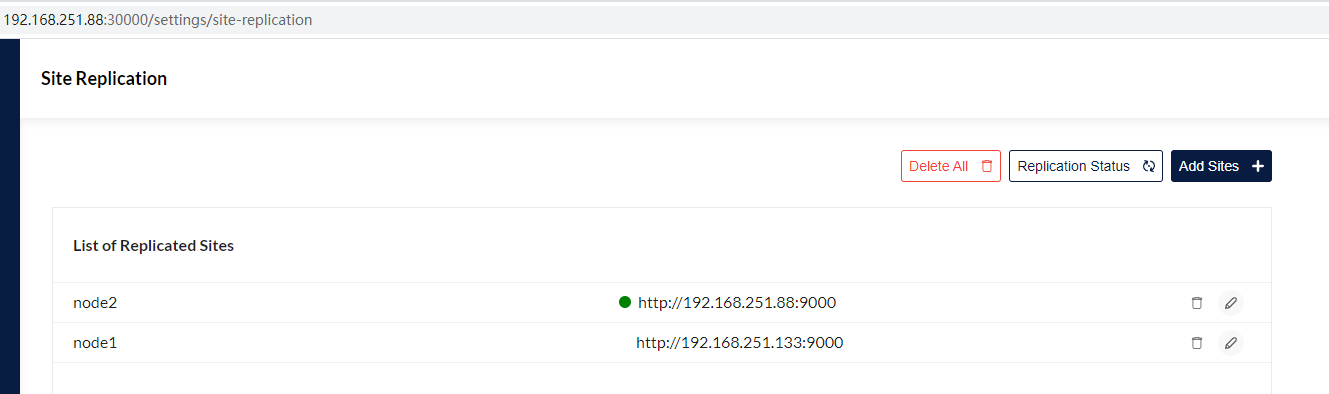 192.168.251.88:30000/settings/site-replication
Site Replication
Delete All
Replication Status
Add Sites
List of Replicated Sites
node2 http://192.168.251.88:9000
node1 http://192.168.251.133:9000